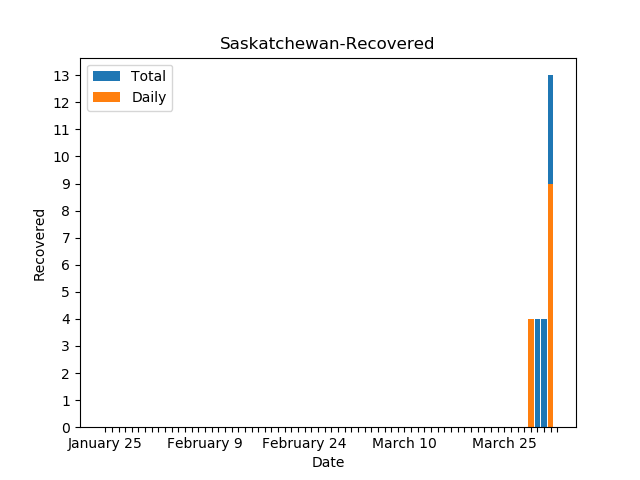 Saskatchewan-Recovered
Total
Daily
13
12
11
10
9
8
7
6
5
4
3
2
1
0
Recovered
January 25
February 9
February 24
March 10
March 25
Date